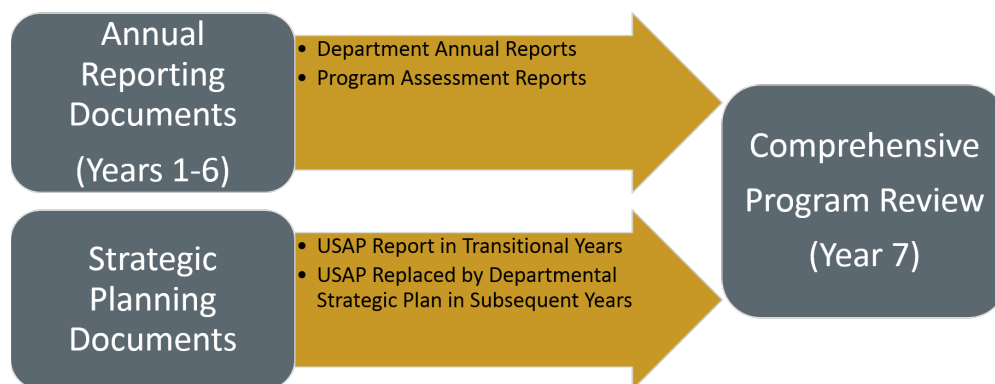 Annual
Reporting
Documents
(Years 1-6)
• Department Annual Reports
• Program Assessment Reports
Strategic
Planning
Documents
• USAP Report in Transitional Years
• USAP Replaced by Departmental
Strategic Plan in Subsequent Years
Comprehensive
Program Review
(Year 7)